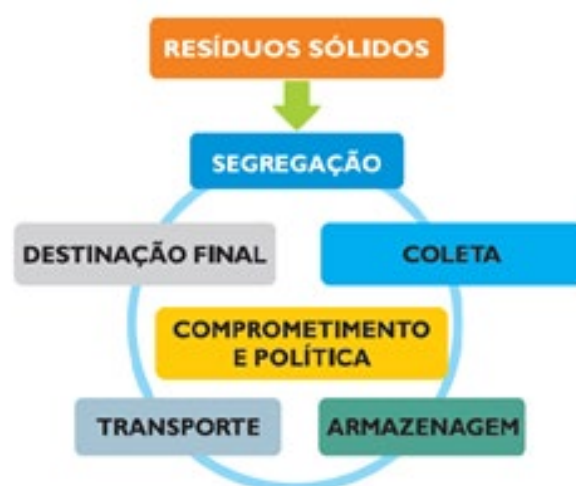 RESÍDUOS SÓLIDOS
SEGREGAÇÃO
DESTINAÇÃO FINAL
COLETA
COMPROMETIMENTO
E POLÍTICA
TRANSPORTE
ARMAZENAGEM